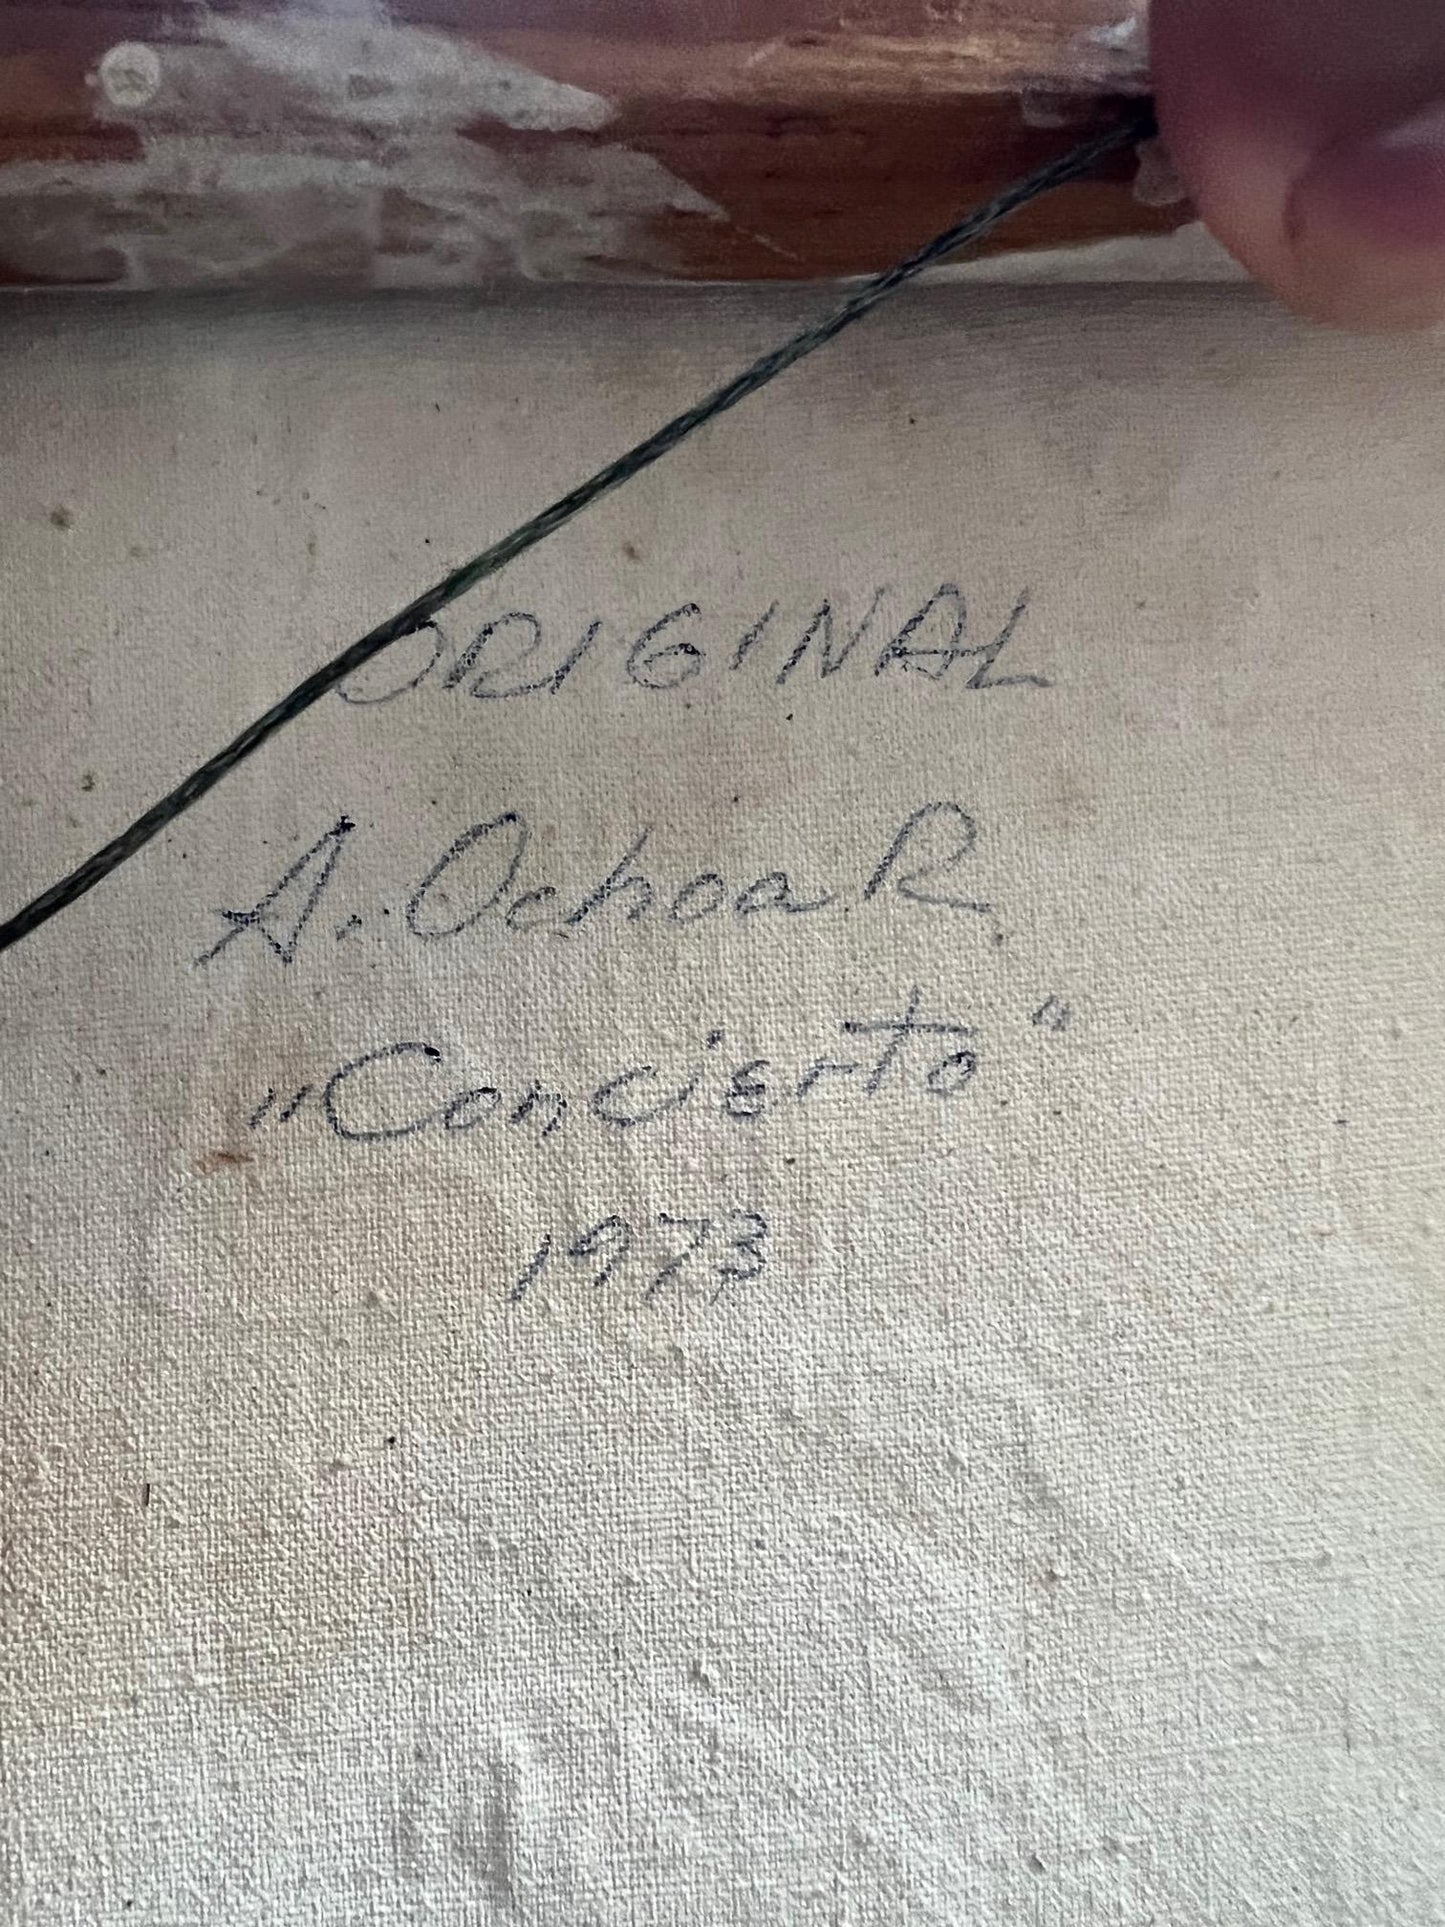 ORIGINAL
A. Ochoa R
"Concierto"
1973